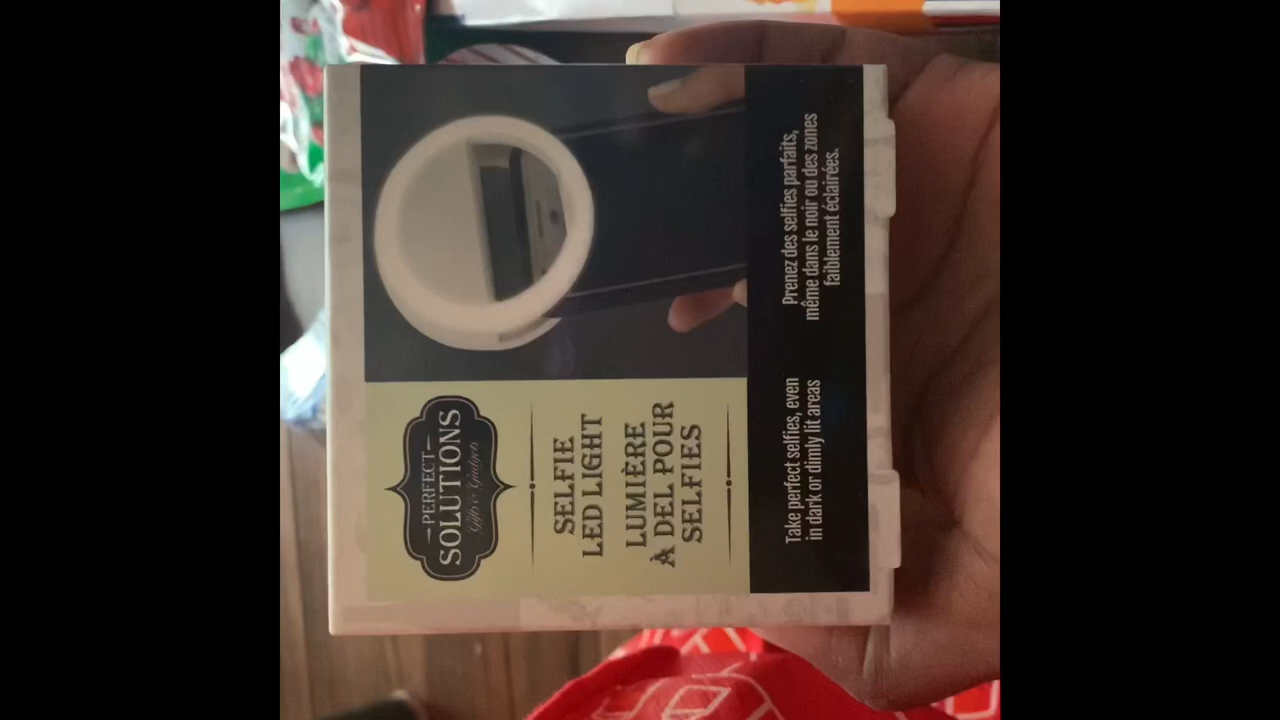 PERFECT
SOLUTIONS
Gifts & Gadgets
SELFIE
LED LIGHT
LUMIÈRE
À DEL POUR
SELFIES
Take perfect selfies, even
in dark or dimly lit areas
Prenez des selfies parfaits,
même dans le noir ou des zones
faiblement éclairées.